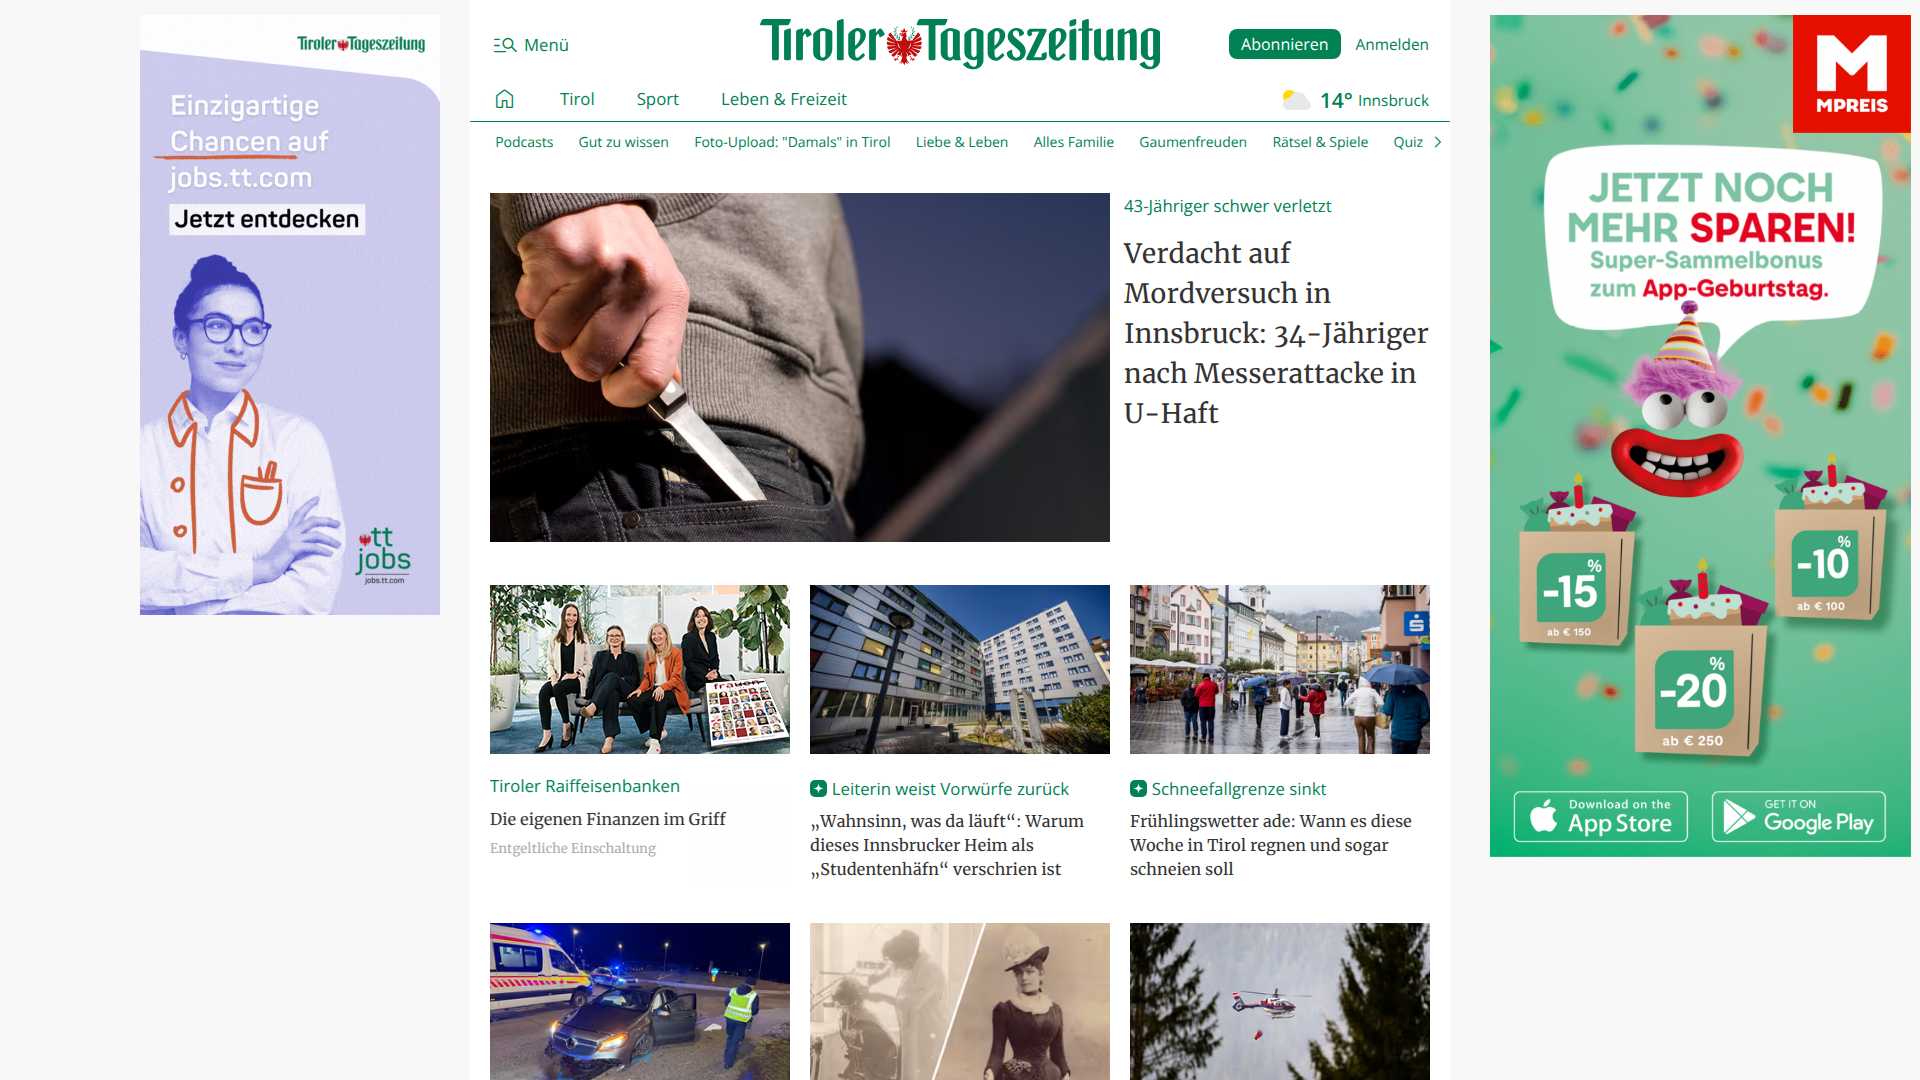 Tiroler Tageszeitung
Einzigartige
Chancen auf
jobs.tt.com
Jetzt entdecken
tt
jobs
jobs.tt.com
Menü
Tiroler Tageszeitung
Abonnieren
Anmelden
Tirol
Sport
Leben & Freizeit
14° Innsbruck
Podcasts
Gut zu wissen
Foto-Upload: "Damals" in Tirol
Liebe & Leben
Alles Familie
Gaumenfreuden
Rätsel & Spiele
Quiz
43-Jähriger schwer verletzt
Verdacht auf
Mordversuch in
Innsbruck: 34-Jähriger
nach Messerattacke in
U-Haft
frauen
Tiroler Raiffeisenbanken
Die eigenen Finanzen im Griff
Entgeltliche Einschaltung
Leiterin weist Vorwürfe zurück
„Wahnsinn, was da läuft“: Warum
dieses Innsbrucker Heim als
„Studentenhäfn“ verschrien ist
Schneefallgrenze sinkt
Frühlingswetter ade: Wann es diese
Woche in Tirol regnen und sogar
schneien soll
M
MPREIS
JETZT NOCH
MEHR SPAREN!
Super-Sammelbonus
zum App-Geburtstag.
-15%
ab € 150
-10%
ab € 100
-20%
ab € 250
Download on the
App Store
GET IT ON
Google Play